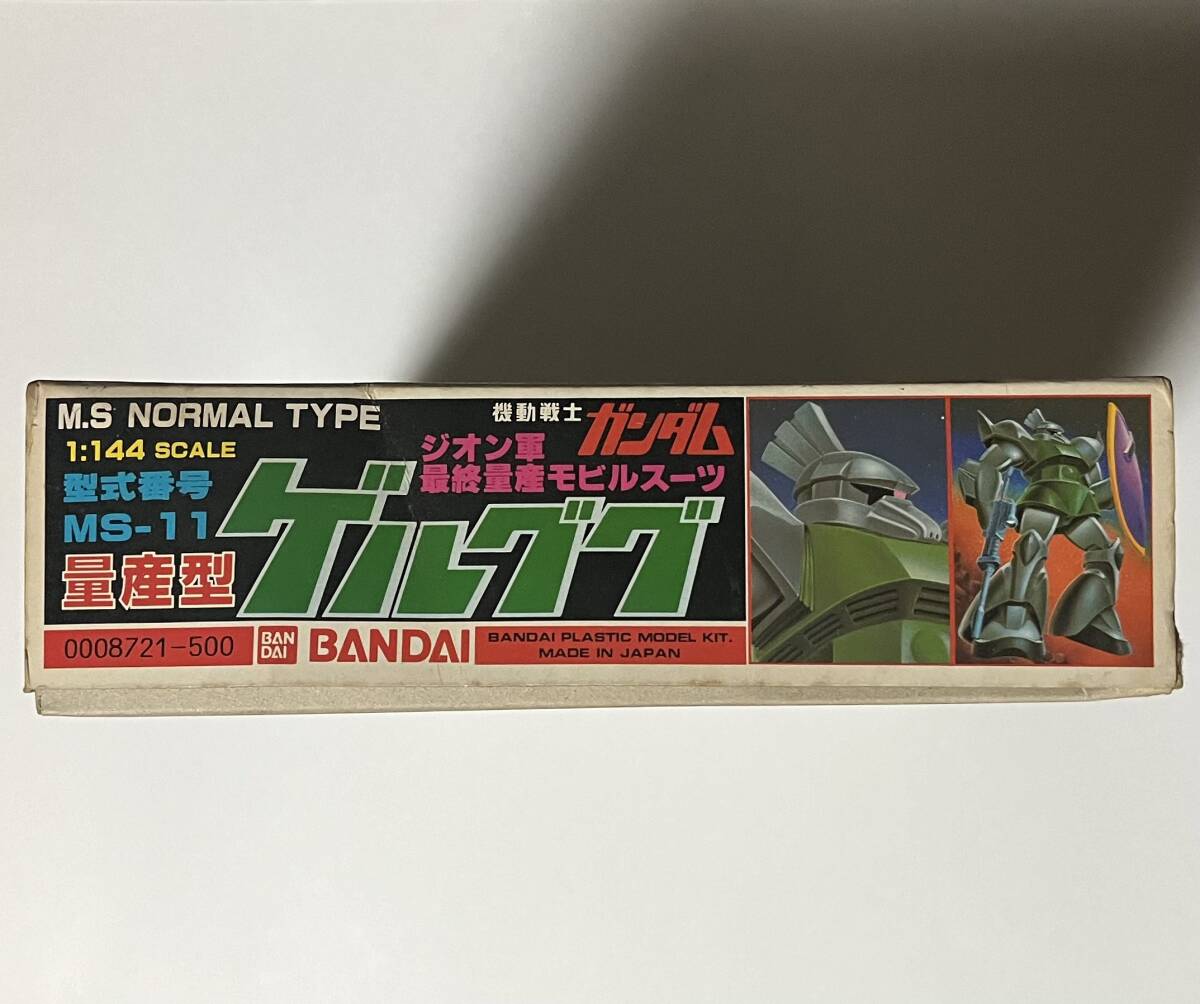 M.S NORMAL TYPE
1:144 SCALE
型式番号
MS-11
量産型
機動戦士 ガンダム
ジオン軍
最終量産モビルスーツ
ゲルググ
0008721-500
BAN
DAI
BANDAI
BANDAI PLASTIC MODEL KIT.
MADE IN JAPAN